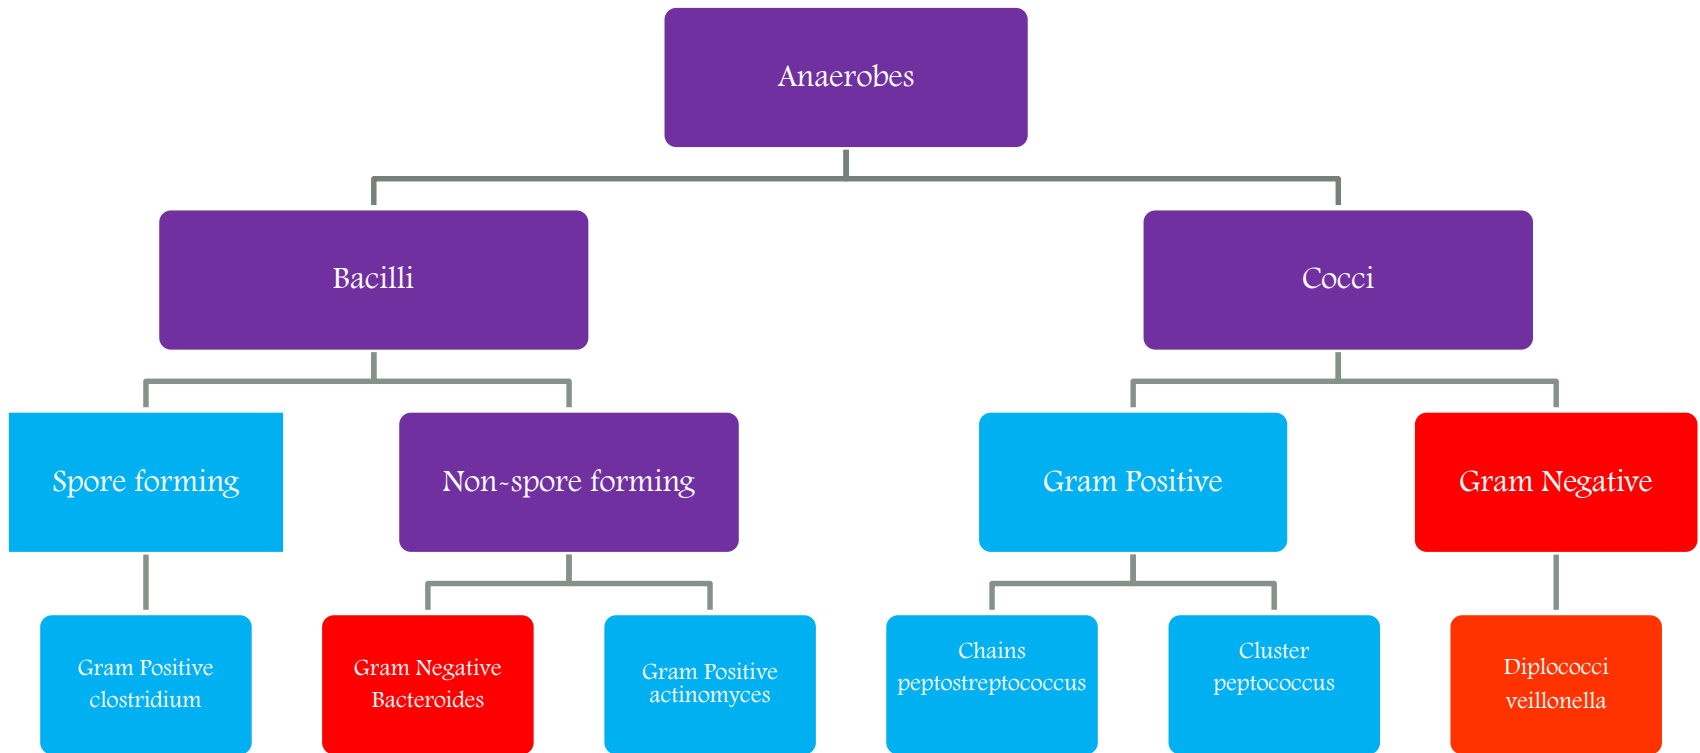 Anaerobes
Bacilli
Cocci
Spore forming
Non-spore forming
Gram Positive
Gram Negative
Gram Positive
clostridium
Gram Negative
Bacteroides
Gram Positive
actinomyces
Chains
peptostreptococcus
Cluster
peptococcus
Diplococci
veillonella